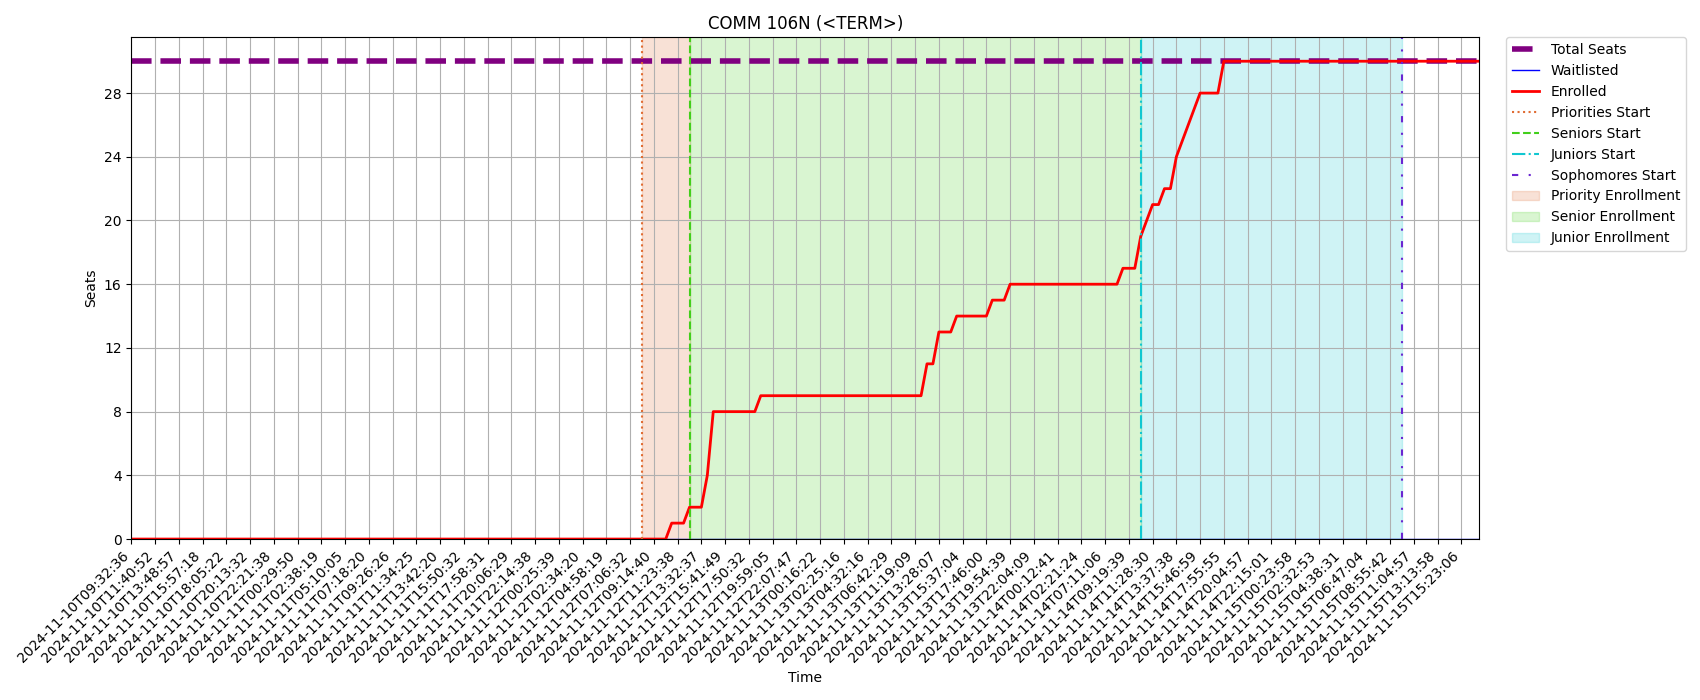 COMM 106N (<TERM>)
Total Seats
Waitlisted
Enrolled
Priorities Start
Seniors Start
Juniors Start
Sophomores Start
Priority Enrollment
Senior Enrollment
Junior Enrollment
Seats
28
24
20
16
12
8
4
0
2024-11-10T09:32:36
2024-11-10T11:40:52
2024-11-10T13:48:57
2024-11-10T15:57:18
2024-11-10T18:05:22
2024-11-10T20:13:32
2024-11-10T22:21:38
2024-11-11T00:29:50
2024-11-11T02:38:19
2024-11-11T05:10:05
2024-11-11T07:18:20
2024-11-11T09:26:26
2024-11-11T11:34:25
2024-11-11T13:42:20
2024-11-11T15:50:32
2024-11-11T17:58:31
2024-11-11T20:06:29
2024-11-11T22:14:38
2024-11-12T00:25:39
2024-11-12T02:34:20
2024-11-12T04:58:19
2024-11-12T07:06:32
2024-11-12T09:14:40
2024-11-12T11:23:38
2024-11-12T13:32:37
2024-11-12T15:41:49
2024-11-12T17:50:32
2024-11-12T19:59:05
2024-11-12T22:07:47
2024-11-13T00:16:22
2024-11-13T02:25:16
2024-11-13T04:32:16
2024-11-13T06:42:29
2024-11-13T11:19:09
2024-11-13T13:28:07
2024-11-13T15:37:04
2024-11-13T17:46:00
2024-11-13T19:54:39
2024-11-13T22:04:09
2024-11-14T00:12:41
2024-11-14T02:21:24
2024-11-14T07:11:06
2024-11-14T09:19:39
2024-11-14T11:28:30
2024-11-14T13:37:38
2024-11-14T15:46:59
2024-11-14T17:55:55
2024-11-14T20:04:57
2024-11-14T22:15:01
2024-11-15T00:23:58
2024-11-15T02:32:53
2024-11-15T04:38:31
2024-11-15T06:47:04
2024-11-15T08:55:42
2024-11-15T11:04:57
2024-11-15T13:13:58
2024-11-15T15:23:06
Time